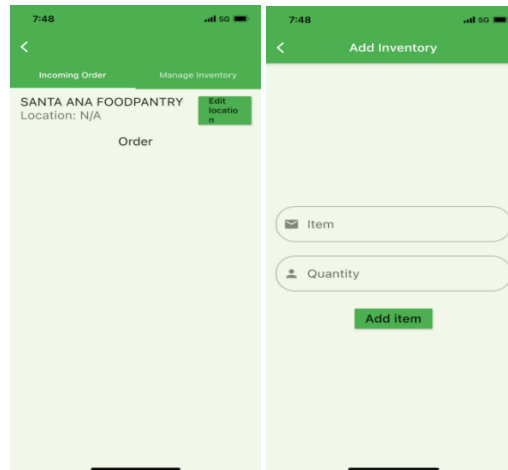 7:48 5G
Incoming Order Manage Inventory
SANTA ANA FOODPANTRY
Location: N/A
Edit
locatio
n
Order
7:48 5G
Add Inventory
Item
Quantity
Add item